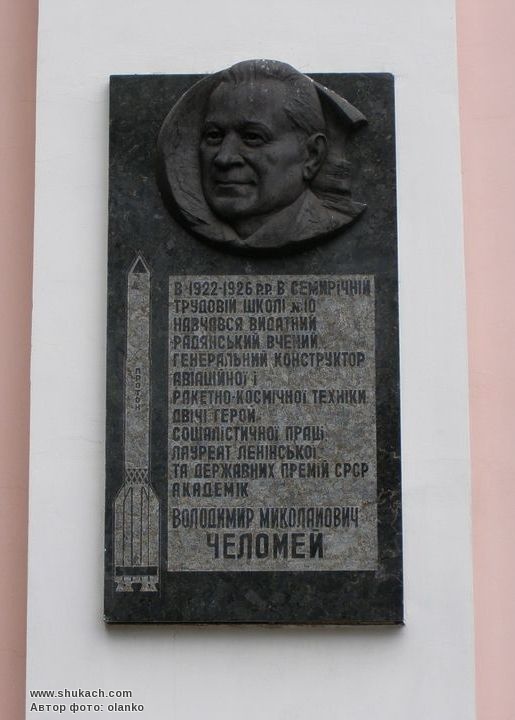 В 1922-1926 Р.Р. В СЕМИРІЧНІЙ
ТРУДОВІЙ ШКОЛІ №10
НАВЧАВСЯ ВИДАТНИЙ
РАДЯНСЬКИЙ ВЧЕНИЙ
ГЕНЕРАЛЬНИЙ КОНСТРУКТОР
АВІАЦІЙНОЇ І
РАКЕТНО-КОСМІЧНОЇ ТЕХНІКИ
ДВІЧІ ГЕРОЙ
СОЦІАЛІСТИЧНОЇ ПРАЦІ
ЛАУРЕАТ ЛЕНІНСЬКОЇ
ТА ДЕРЖАВНИХ ПРЕМІЙ СРСР
АКАДЕМІК
ВОЛОДИМИР МИКОЛАЙОВИЧ
ЧЕЛОМЕЙ
ПРОТОН
www.shukach.com
Автор фото: olanko